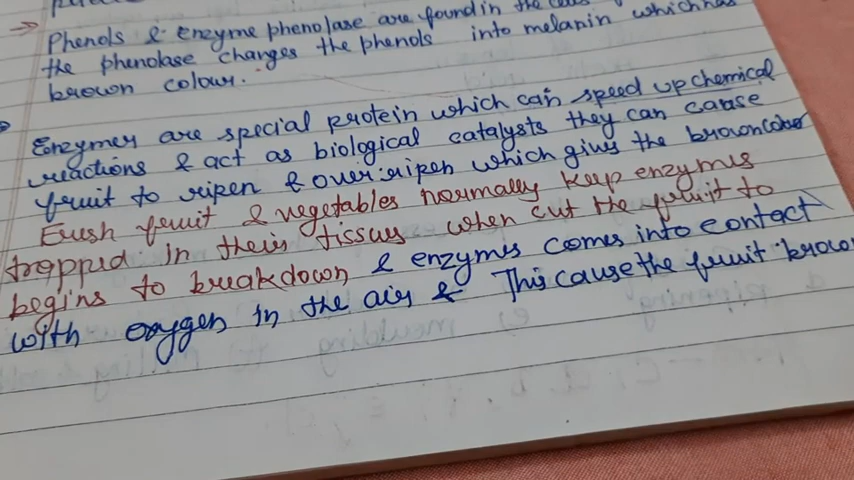 → Phenols & Enzyme phenolase are found in the
the phenolase changes the phenols into melanin which has
brown colour.
Enzymes are special protein which can speed up chemical
reactions & act as biological catalysts they can cause
fruit to ripen & over ripen which gives the brown colour
Fresh fruit & vegetables normally keep enzymes
trapped in their tissues when cut the fruit to
begins to breakdown & enzymes comes into contact
with oxygen in the air & This cause the fruit brown